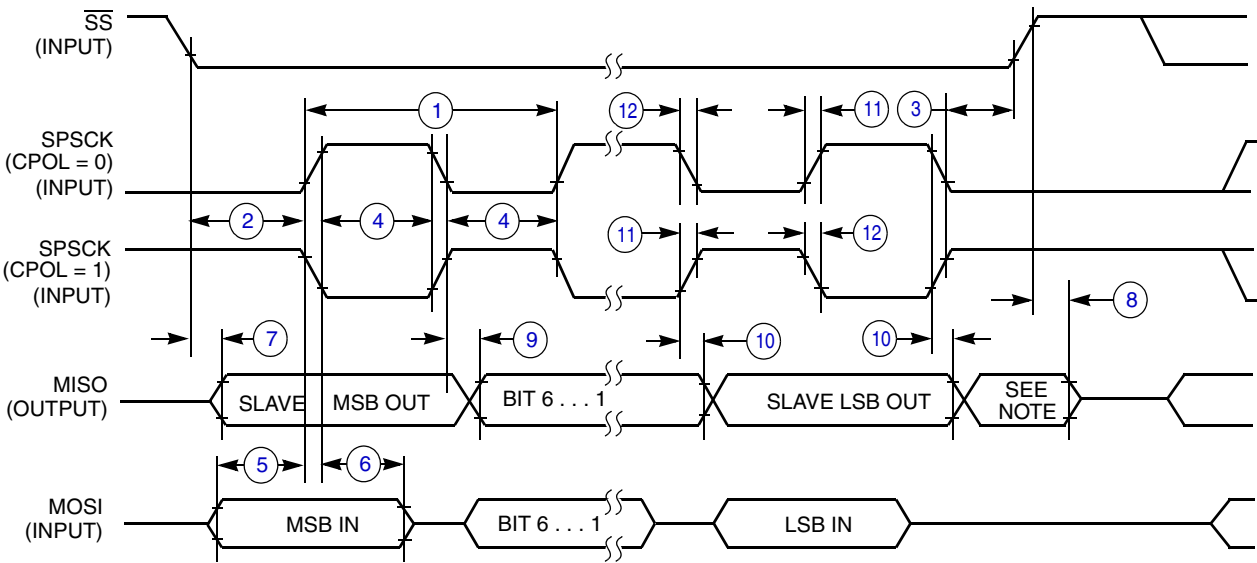 SS
(INPUT)
1
12
11
3
SPSCK
(CPOL = 0)
(INPUT)
2
4
4
SPSCK
(CPOL = 1)
(INPUT)
11
12
8
7
9
10
10
MISO
(OUTPUT)
SLAVE
MSB OUT
BIT 6 . . . 1
SLAVE LSB OUT
SEE
NOTE
5
6
MOSI
(INPUT)
MSB IN
BIT 6 . . . 1
LSB IN